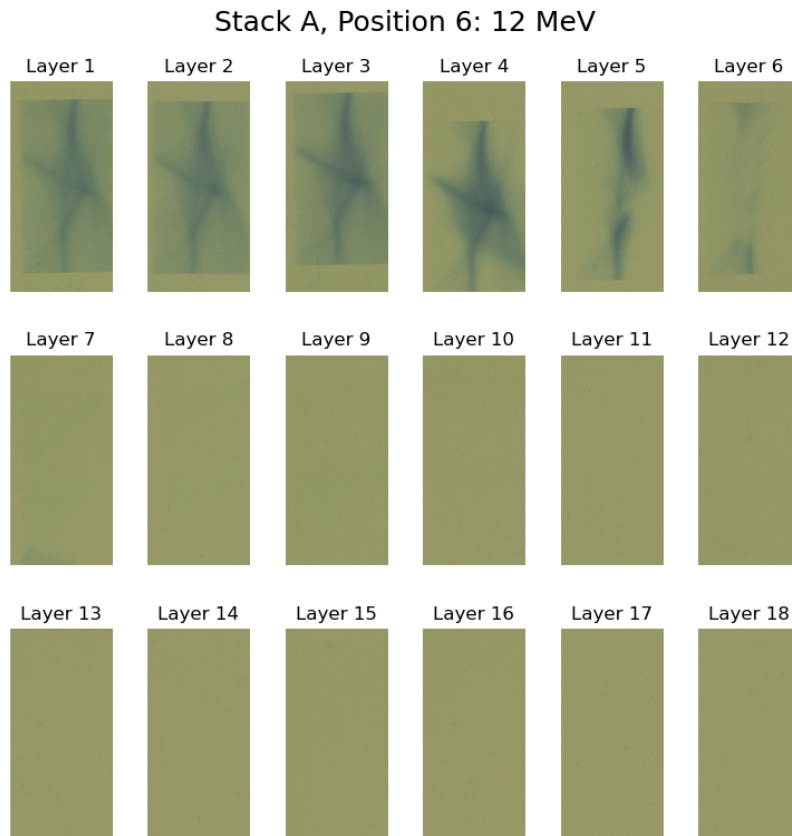 Stack A, Position 6: 12 MeV
Layer 1 Layer 2 Layer 3 Layer 4 Layer 5 Layer 6
Layer 7 Layer 8 Layer 9 Layer 10 Layer 11 Layer 12
Layer 13 Layer 14 Layer 15 Layer 16 Layer 17 Layer 18